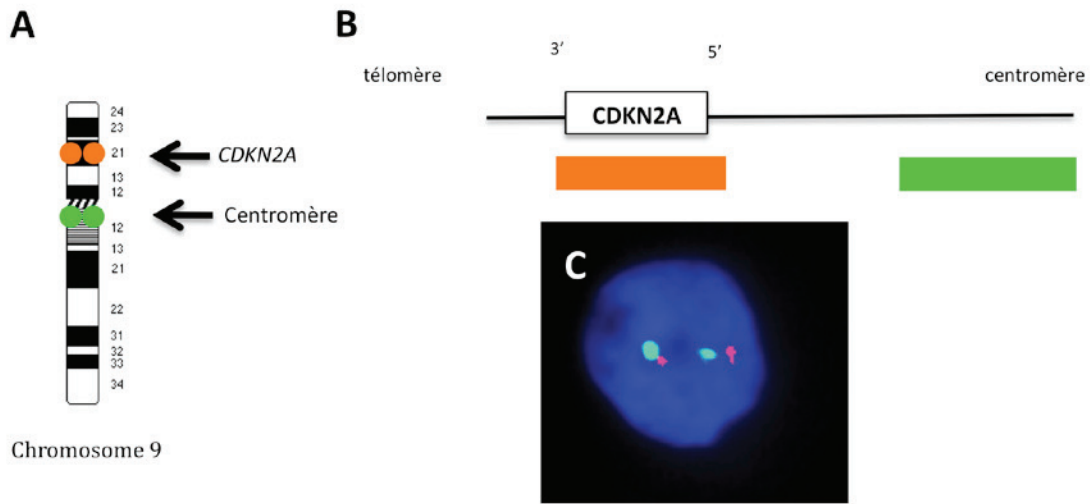 A
24
23
21
13
12
12
13
21
22
31
32
33
34
CDKN2A
Centromère
Chromosome 9
B
3'
5'
télomère
centromère
CDKN2A
C